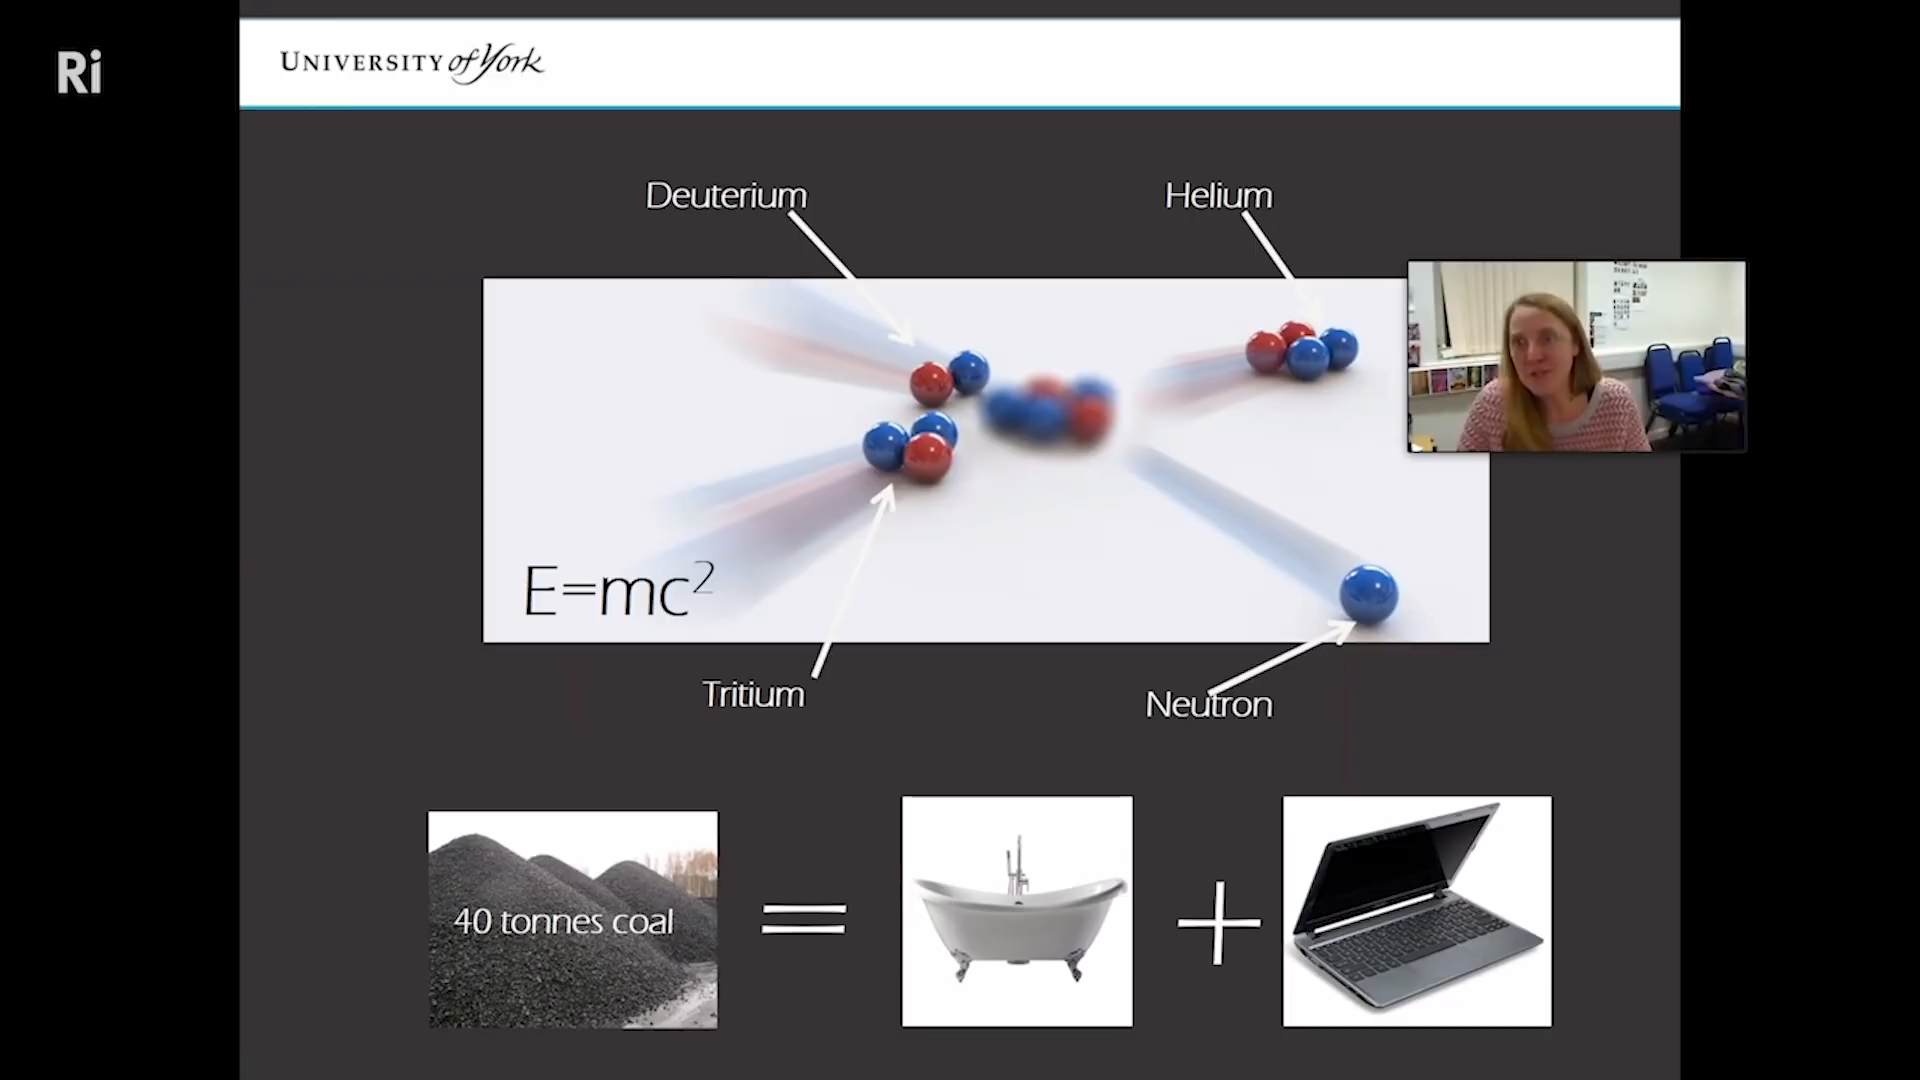 Ri
UNIVERSITY of York
Deuterium
Helium
E=mc²
Tritium
Neutron
40 tonnes coal